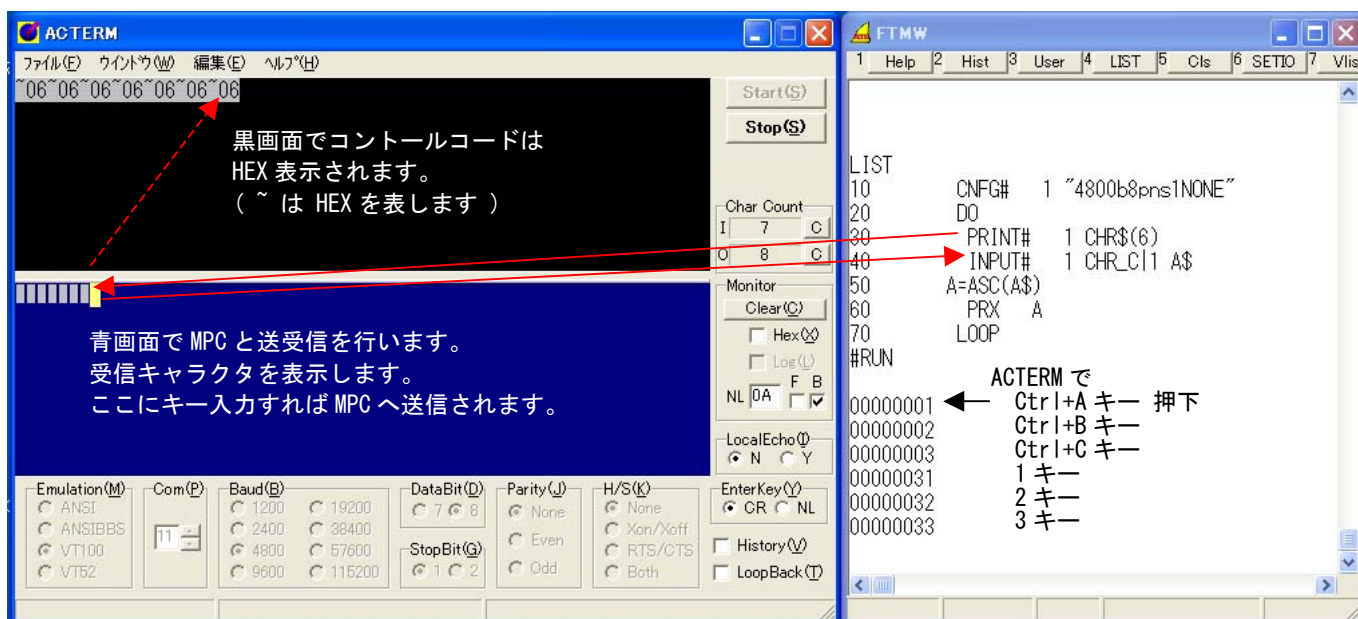 ACTERM
ファイル(F) ウインドウ(W) 編集(E) ヘルプ(H)
~06~06~06~06~06~06~06
黒画面でコントールコードは
HEX 表示されます。
( ~ は HEX を表します )
Start(S)
Stop(S)
Char Count
I 7 C
O 8 C
Monitor
Clear(C)
Hex(X)
Log(L)
F B
NL 0A
青画面で MPC と送受信を行います。
受信キャラクタを表示します。
ここにキー入力すれば MPC へ送信されます。
LocalEcho(I)
N Y
Emulation(M)
ANSI
ANSIBBS
VT100
VT52
Com(P)
11
Baud(B)
1200 19200
2400 38400
4800 57600
9600 115200
DataBit(D)
7 8
StopBit(G)
1 2
Parity(J)
None
Even
Odd
H/S(K)
None
Xon/Xoff
RTS/CTS
Both
EnterKey(Y)
CR NL
History(V)
LoopBack(T)
FTMW
1 Help 2 Hist 3 User 4 LIST 5 Cls 6 SETIO 7 Vlis
LIST
10 CNFG# 1 "4800b8pns1NONE"
20 DO
30 PRINT# 1 CHR$(6)
40 INPUT# 1 CHR_C|1 A$
50 A=ASC(A$)
60 PRX A
70 LOOP
#RUN
ACTERM で
00000001 Ctrl+A キー 押下
00000002 Ctrl+B キー
00000003 Ctrl+C キー
00000031 1 キー
00000032 2 キー
00000033 3 キー